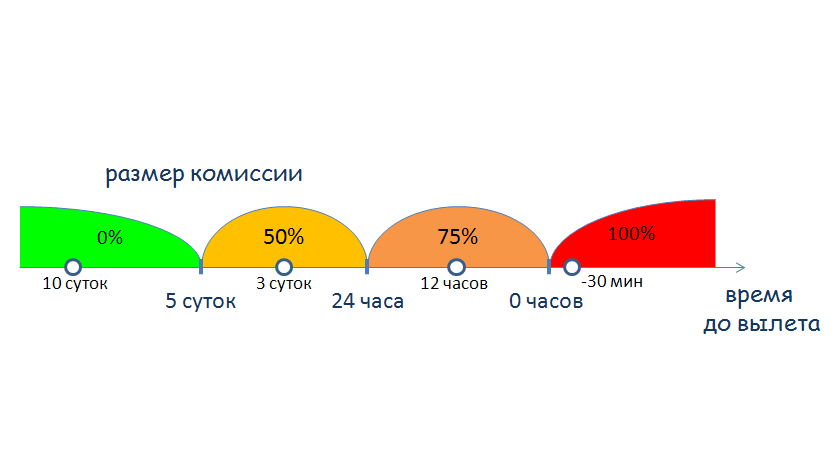 размер комиссии
0%
50%
75%
100%
10 суток
3 суток
12 часов
-30 мин
5 суток
24 часа
0 часов
время
до вылета